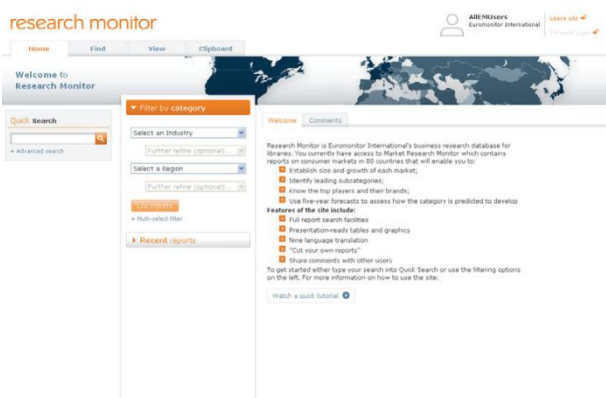 research monitor
AllEMUsers
Euromonitor International
Leave site
Home
Find
View
Clipboard
Welcome to
Research Monitor
Quick Search
+ Advanced search
Filter by category
Select an Industry
Further refine (optional)...
Select a Region
Further refine (optional)...
List reports
+ Multi-select filter
Recent reports
Welcome
Comments
Research Monitor is Euromonitor International's business research database for
libraries. You currently have access to Market Research Monitor which contains
reports on consumer markets in 80 countries that will enable you to:
Establish size and growth of each market;
Identify leading subcategories;
Know the top players and their brands;
Use five-year forecasts to assess how the category is predicted to develop
Features of the site include:
Full report search facilities
Presentation-ready tables and graphics
Nine language translation
"Cut your own reports"
Share comments with other users
To get started either type your search into Quick Search or use the filtering options
on the left. For more information on how to use the site:
Watch a quick tutorial